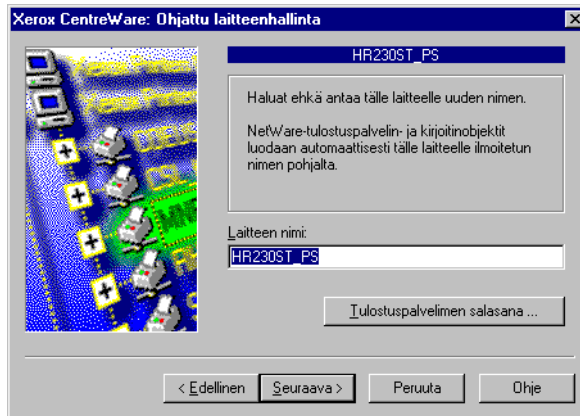 Xerox CentreWare: Ohjattu laitteenhallinta
HR230ST_PS
Haluat ehkä antaa tälle laitteelle uuden nimen.
NetWare-tulostuspalvelin- ja kirjoitinobjektit
luodaan automaattisesti tälle laitteelle ilmoitetun
nimen pohjalta.
Laitteen nimi:
HR230ST_PS
Tulostuspalvelimen salasana ...
< Edellinen
Seuraava >
Peruuta
Ohje